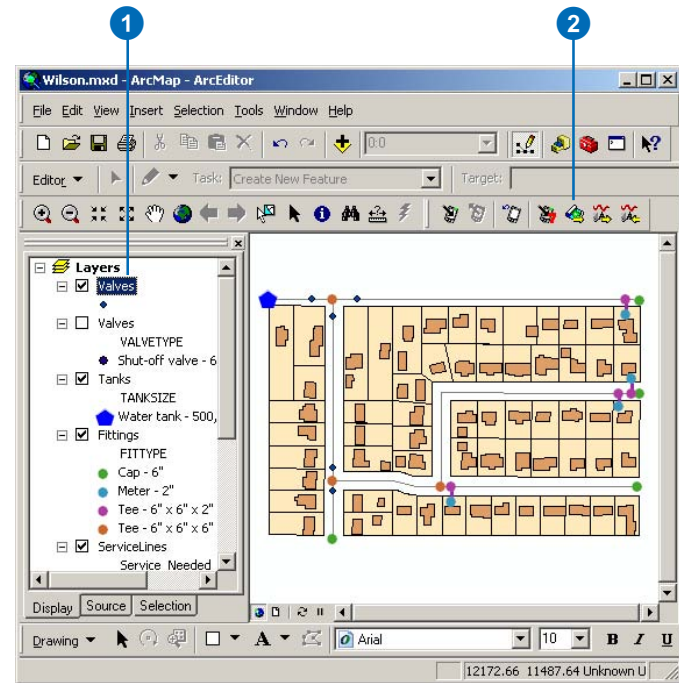 1 2
Wilson.mxd - ArcMap - ArcEditor
File Edit View Insert Selection Tools Window Help
0:0
Editor Task: Create New Feature Target:
Layers
Valves
Valves
VALVETYPE
Shut-off valve - 6
Tanks
TANKSIZE
Water tank - 500,
Fittings
FITTYPE
Cap - 6"
Meter - 2"
Tee - 6" x 6" x 2"
Tee - 6" x 6" x 6"
ServiceLines
Service Needed
Display Source Selection
Drawing A Arial 10 B I U
12172.66 11487.64 Unknown U